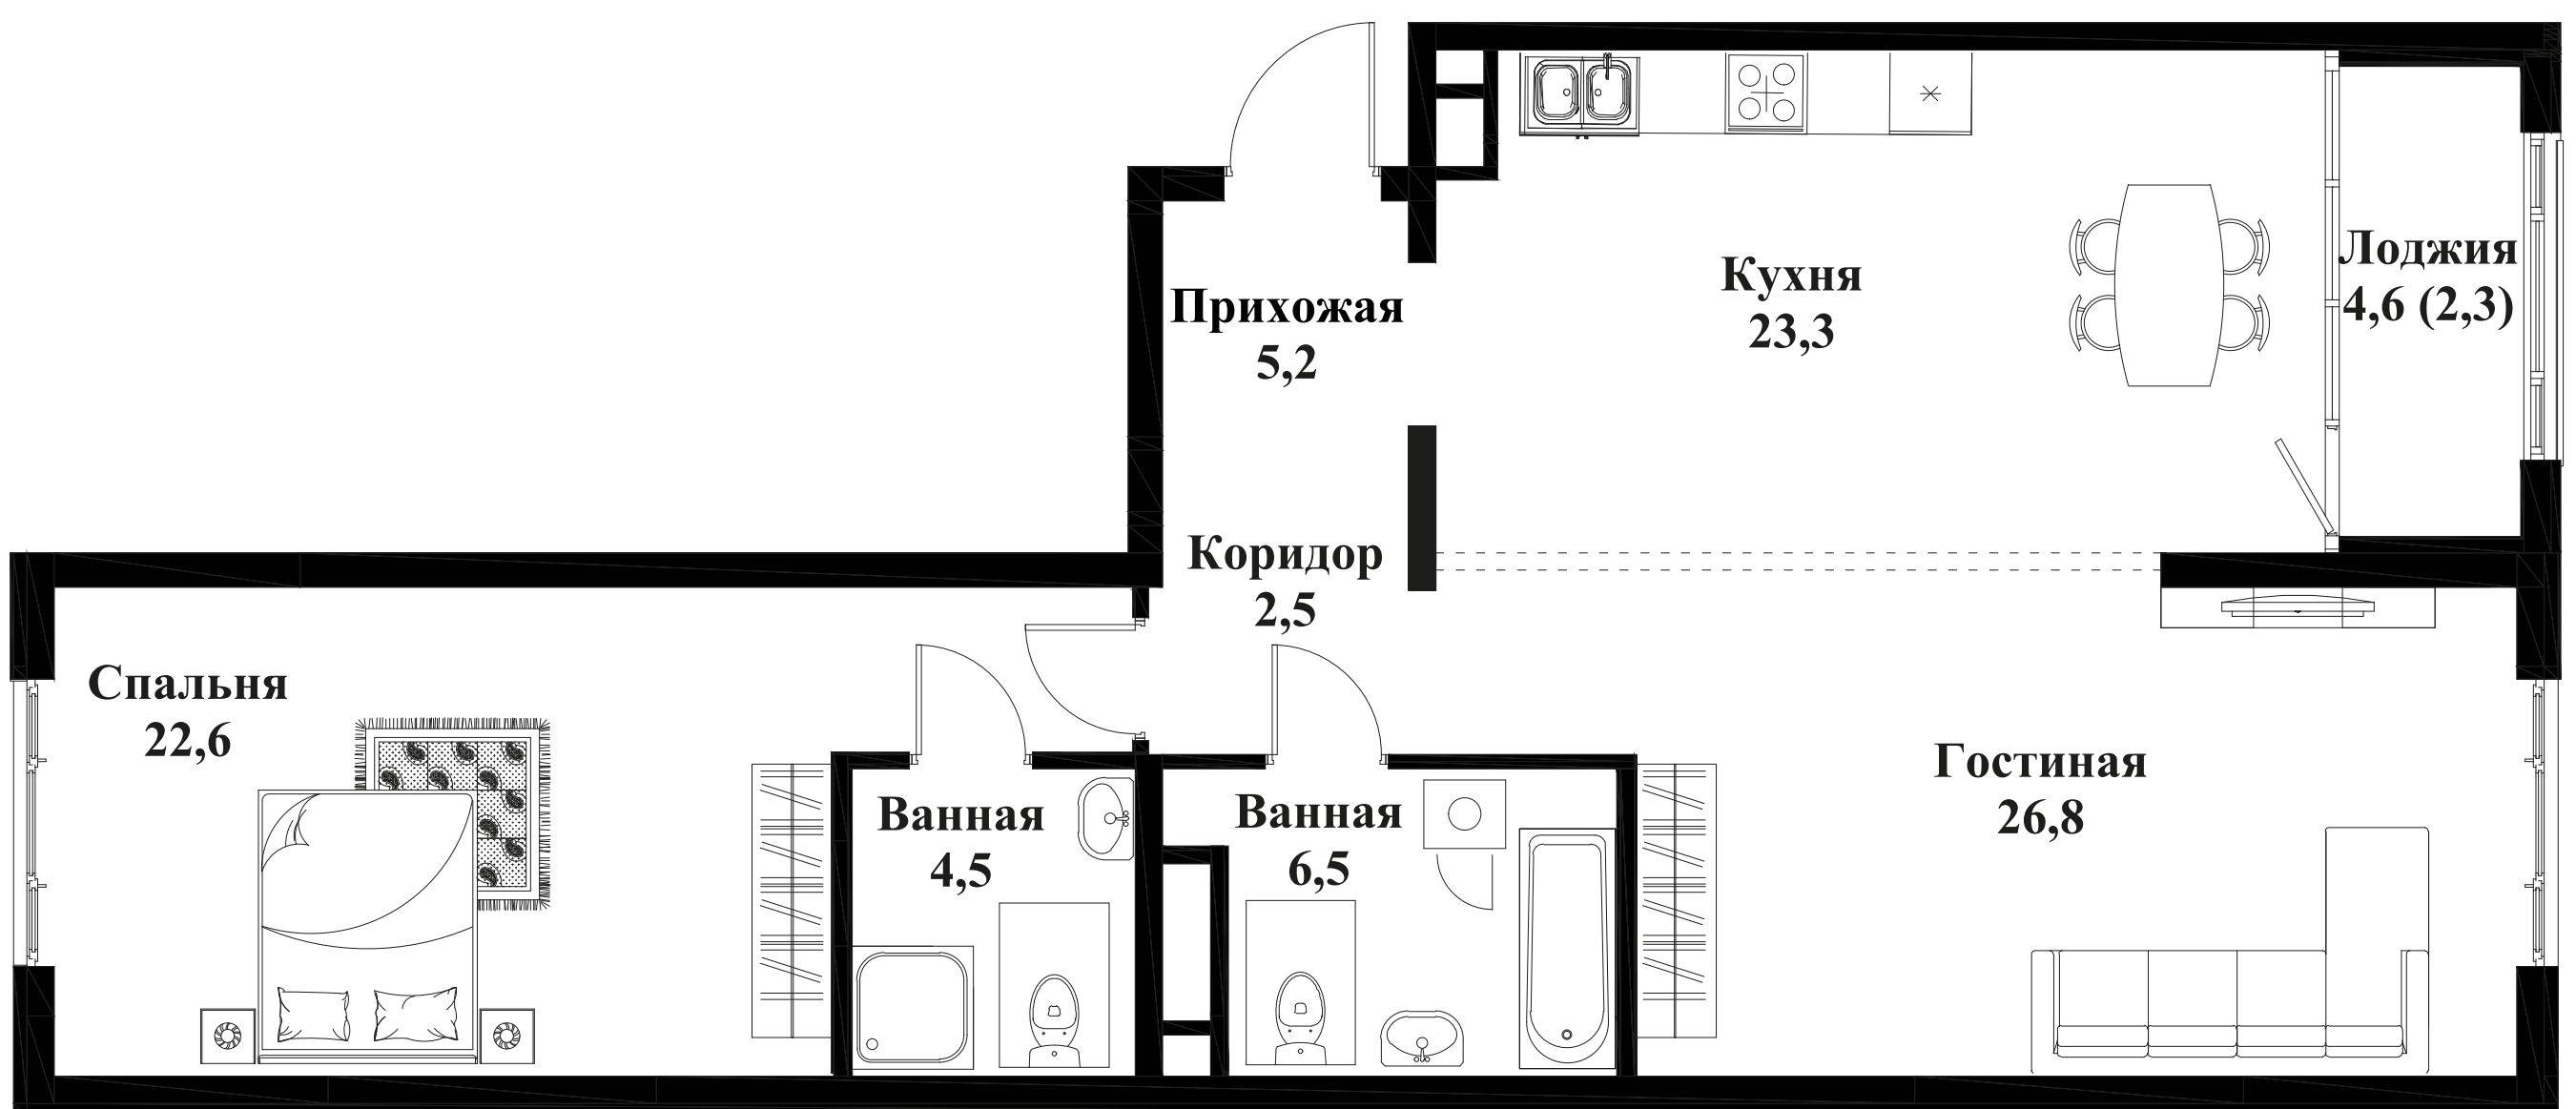 Прихожая
5,2
Кухня
23,3
Лоджия
4,6 (2,3)
Коридор
2,5
Спальня
22,6
Ванная
4,5
Ванная
6,5
Гостиная
26,8